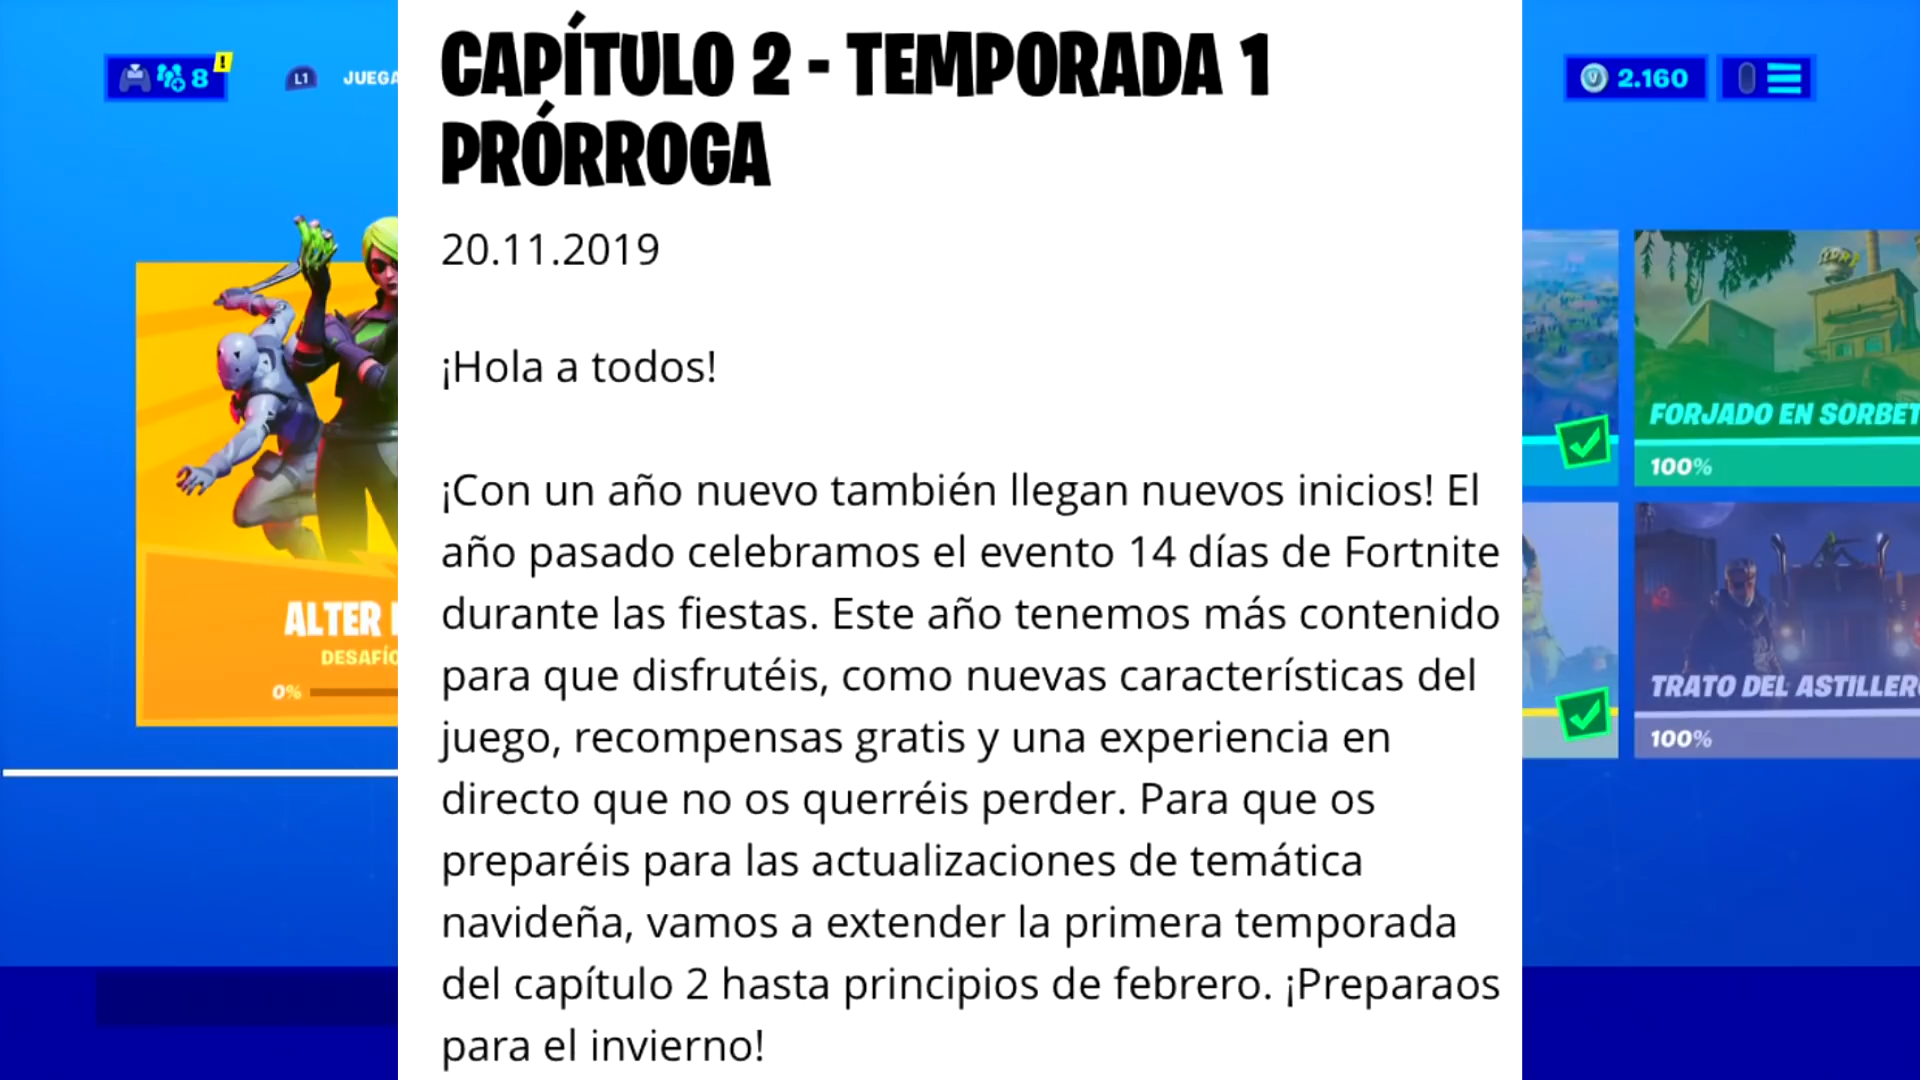 CAPÍTULO 2 - TEMPORADA 1
PRÓRROGA
20.11.2019
¡Hola a todos!
¡Con un año nuevo también llegan nuevos inicios! El
año pasado celebramos el evento 14 días de Fortnite
durante las fiestas. Este año tenemos más contenido
para que disfrutéis, como nuevas características del
juego, recompensas gratis y una experiencia en
directo que no os querréis perder. Para que os
preparéis para las actualizaciones de temática
navideña, vamos a extender la primera temporada
del capítulo 2 hasta principios de febrero. ¡Preparaos
para el invierno!
8
!
L1
JUEGA
ALTER
DESAFÍO
0%
2.160
FORJADO EN SORBET
100%
TRATO DEL ASTILLERO
100%